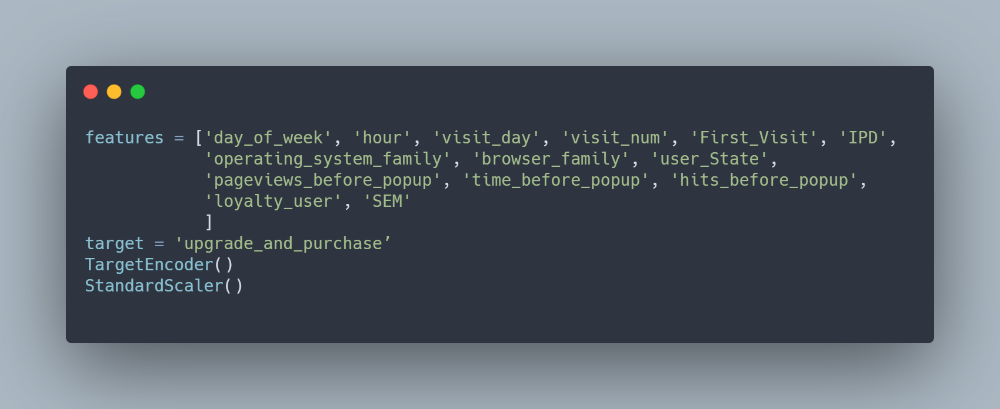 features = ['day_of_week', 'hour', 'visit_day', 'visit_num', 'First_Visit', 'IPD',
'operating_system_family', 'browser_family', 'user_State',
'pageviews_before_popup', 'time_before_popup', 'hits_before_popup',
'loyalty_user', 'SEM'
]
target = 'upgrade_and_purchase’
TargetEncoder()
StandardScaler()